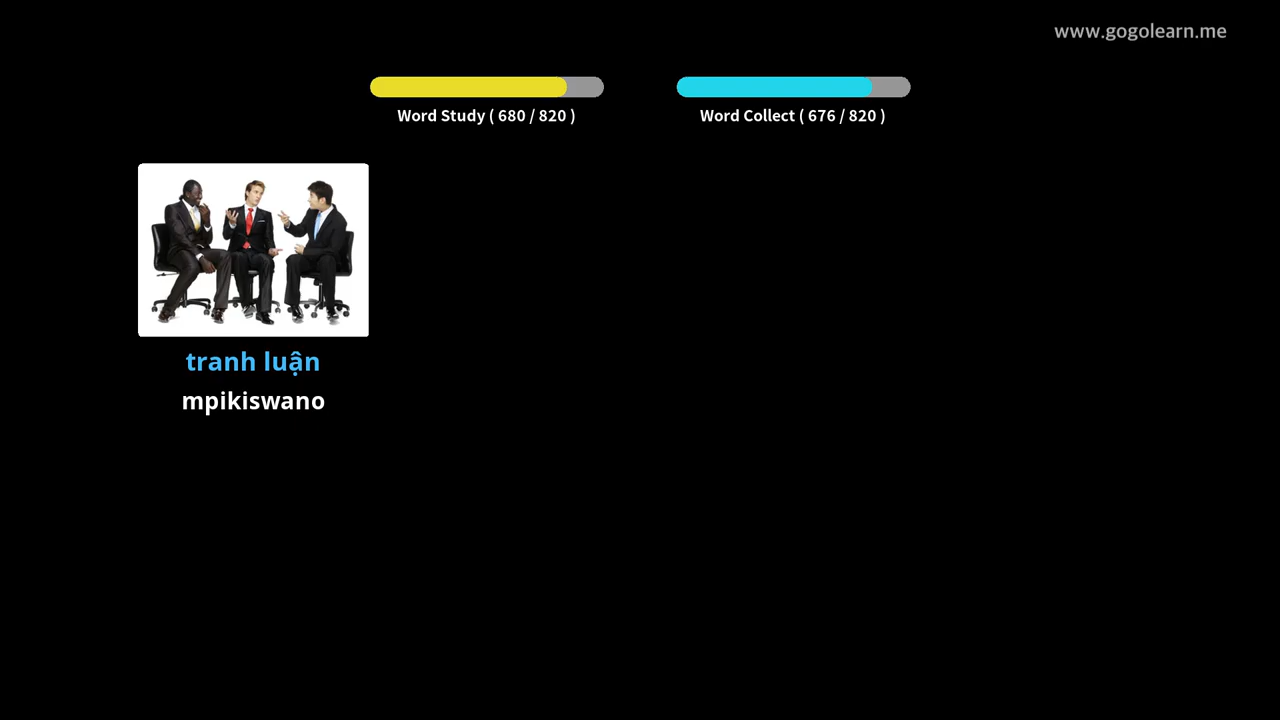 www.gogolearn.me
Word Study ( 680 / 820 )
Word Collect ( 676 / 820 )
tranh luận
mpikiswano